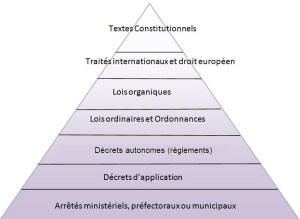 Textes Constitutionnels
Traités internationaux et droit européen
Lois organiques
Lois ordinaires et Ordonnances
Décrets autonomes (règlements)
Décrets d'application
Arrêtés ministériels, préfectoraux ou municipaux